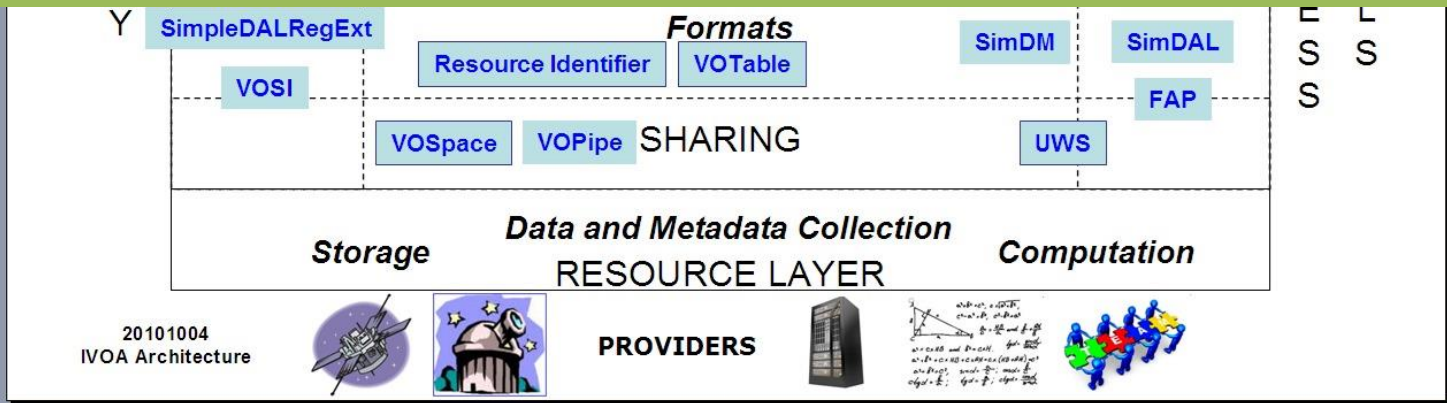 Y
SimpleDALRegExt
Formats
SimDM
SimDAL
E
L
S
S
S
Resource Identifier
VOTable
VOSI
FAP
VOSpace
VOPipe
SHARING
UWS
Storage
Data and Metadata Collection
Computation
RESOURCE LAYER
20101004
IVOA Architecture
PROVIDERS